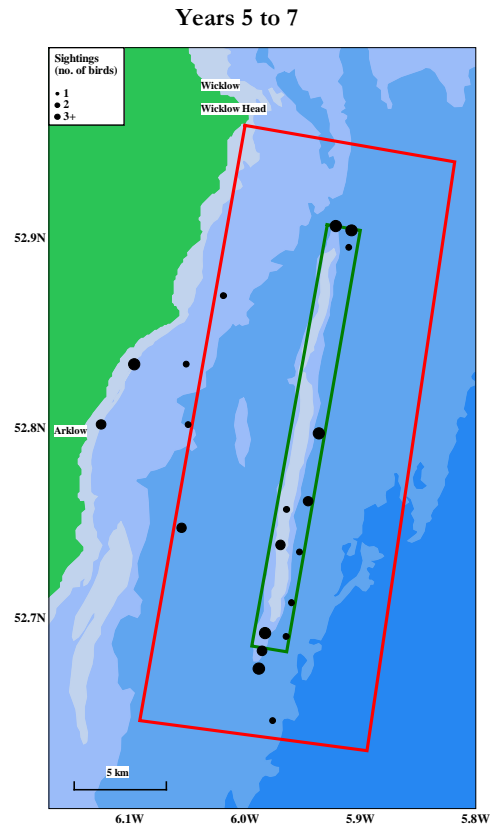 Years 5 to 7
Sightings
(no. of birds)
1
2
3+
Wicklow
Wicklow Head
52.9N
52.8N
Arklow
52.7N
5 km
6.1W
6.0W
5.9W
5.8W